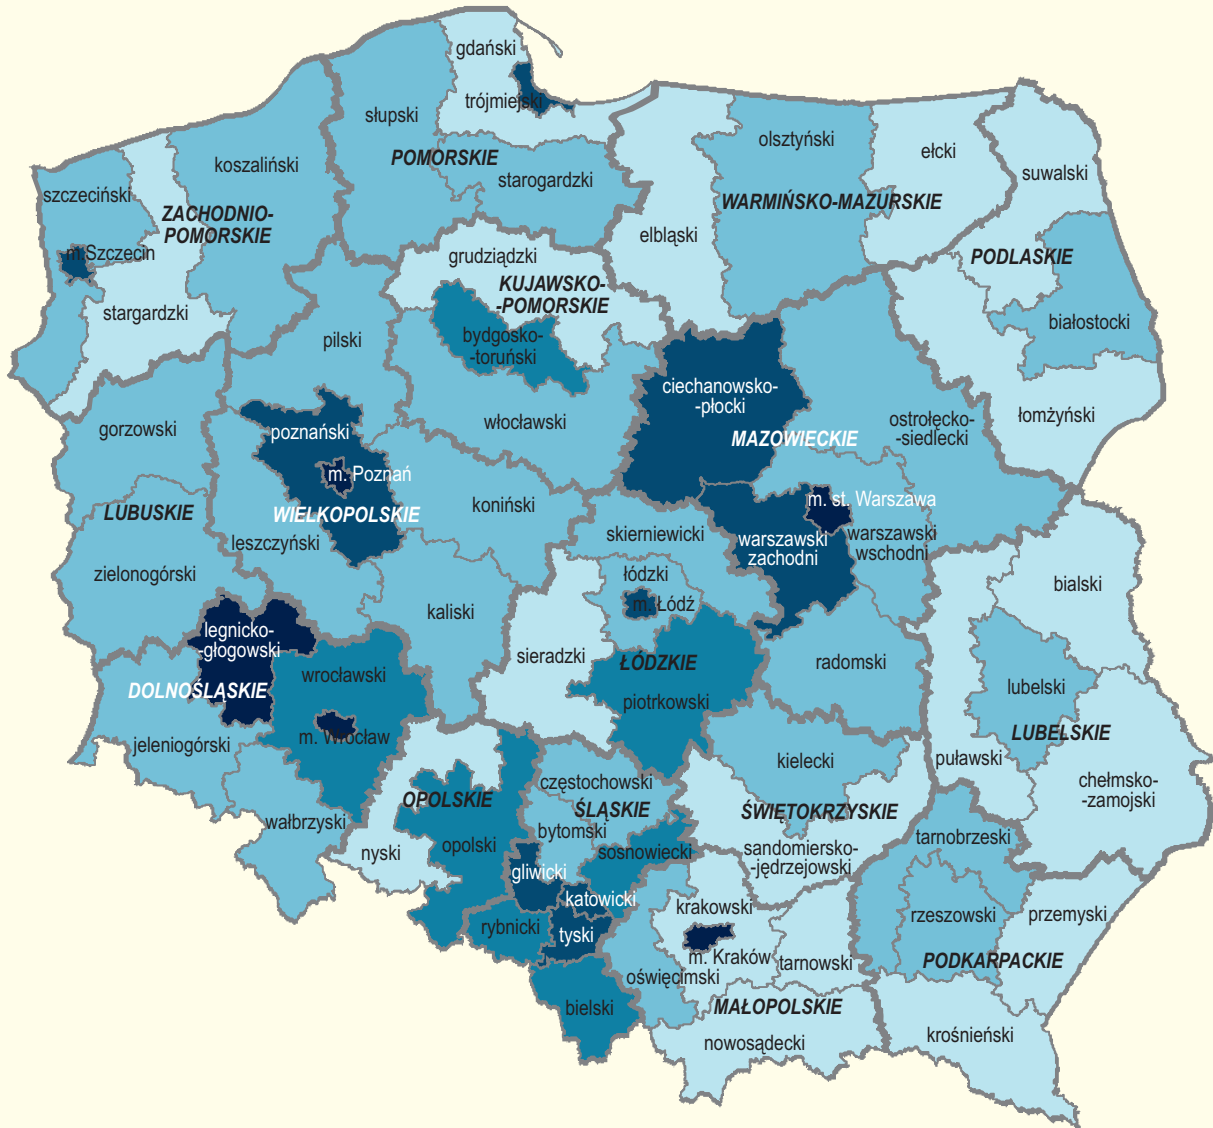 gdański
trójmiejski
słupski
POMORSKIE
starogardzki
koszaliński
szczeciński
ZACHODNIO-
POMORSKIE
m.Szczecin
stargardzki
olsztyński
ełcki
suwalski
WARMIŃSKO-MAZURSKIE
elbląski
PODLASKIE
białostocki
łomżyński
grudziądzki
KUJAWSKO-
-POMORSKIE
bydgosko-
-toruński
włocławski
pilski
poznański
m. Poznań
WIELKOPOLSKIE
leszczyński
koniński
kaliski
gorzowski
LUBUSKIE
zielonogórski
ciechanowsko-
-płocki
MAZOWIECKIE
ostrołęcko-
-siedlecki
m. st. Warszawa
warszawski
zachodni
warszawski
wschodni
radomski
skierniewicki
łódzki
m. Łódź
sieradzki
ŁÓDZKIE
piotrkowski
bialski
lubelski
LUBELSKIE
puławski
chełmsko-
-zamojski
legnicko-
-głogowski
DOLNOŚLĄSKIE
wrocławski
m. Wrocław
jeleniogórski
wałbrzyski
OPOLSKIE
nyski
opolski
częstochowski
ŚLĄSKIE
bytomski
sosnowiecki
gliwicki
katowicki
rybnicki
tyski
bielski
kielecki
ŚWIĘTOKRZYSKIE
sandomiersko-
-jędrzejowski
krakowski
m. Kraków
oświęcimski
tarnowski
MAŁOPOLSKIE
nowosądecki
tarnobrzeski
rzeszowski
przemyski
PODKARPACKIE
krośnieński